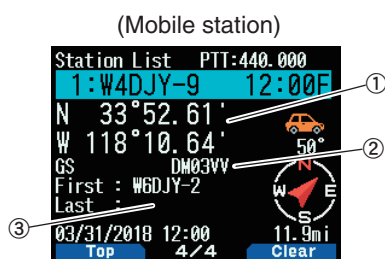 (Mobile station)
Station List PTT:440.000
1:W4DJY-9 12:00F
N 33°52.61'
W 118°10.64'
50°
GS DM03VV
First : W6DJY-2
Last :
N
W E
S
03/31/2018 12:00 11.9mi
Top 4/4 Clear
①
②
③